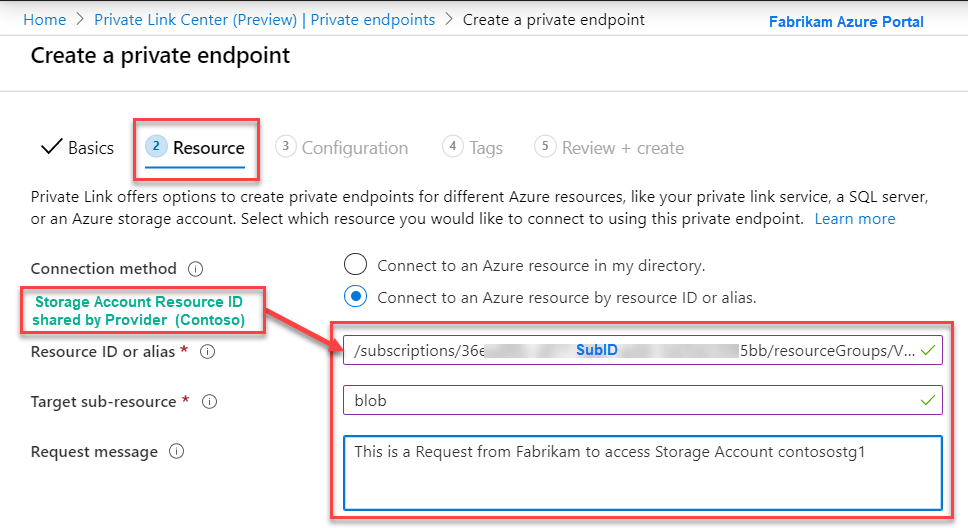 Home > Private Link Center (Preview) | Private endpoints > Create a private endpoint
Fabrikam Azure Portal
Create a private endpoint
Basics
2 Resource
3 Configuration
4 Tags
5 Review + create
Private Link offers options to create private endpoints for different Azure resources, like your private link service, a SQL server,
or an Azure storage account. Select which resource you would like to connect to using this private endpoint. Learn more
Connection method
Connect to an Azure resource in my directory.
Connect to an Azure resource by resource ID or alias.
Storage Account Resource ID
shared by Provider (Contoso)
Resource ID or alias *
/subscriptions/36e SubID 5bb/resourceGroups/V...
Target sub-resource *
blob
Request message
This is a Request from Fabrikam to access Storage Account contosostg1